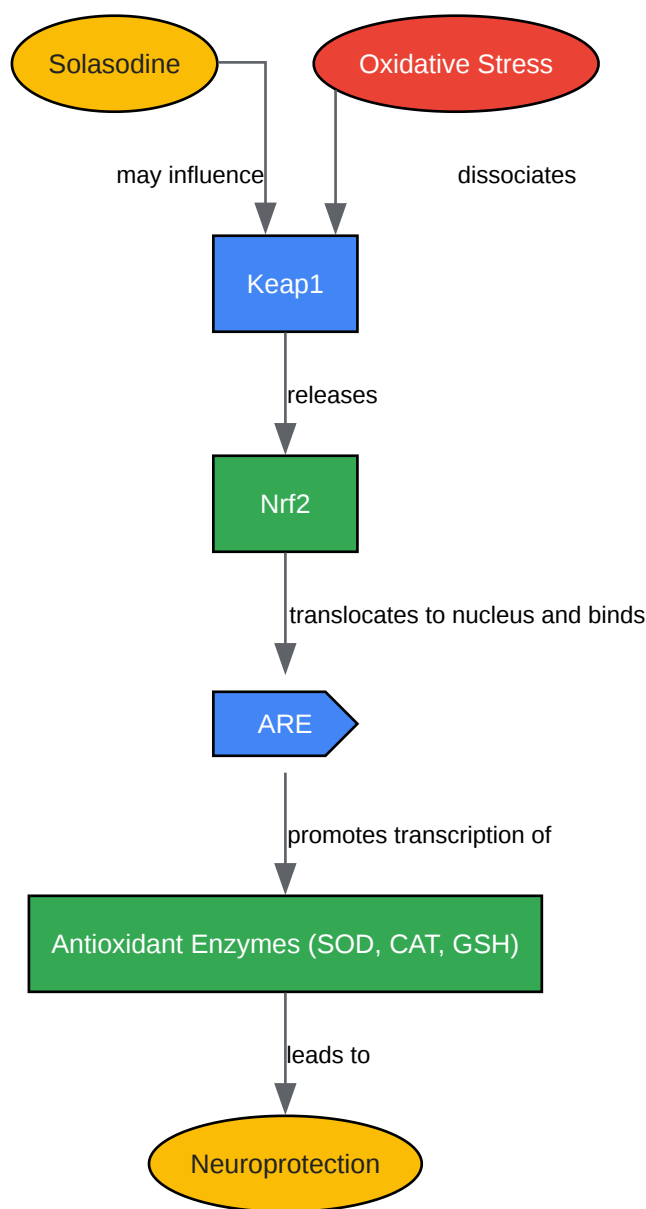 Solasodine
Oxidative Stress
may influence
dissociates
Keap1
releases
Nrf2
translocates to nucleus and binds
ARE
promotes transcription of
Antioxidant Enzymes (SOD, CAT, GSH)
leads to
Neuroprotection